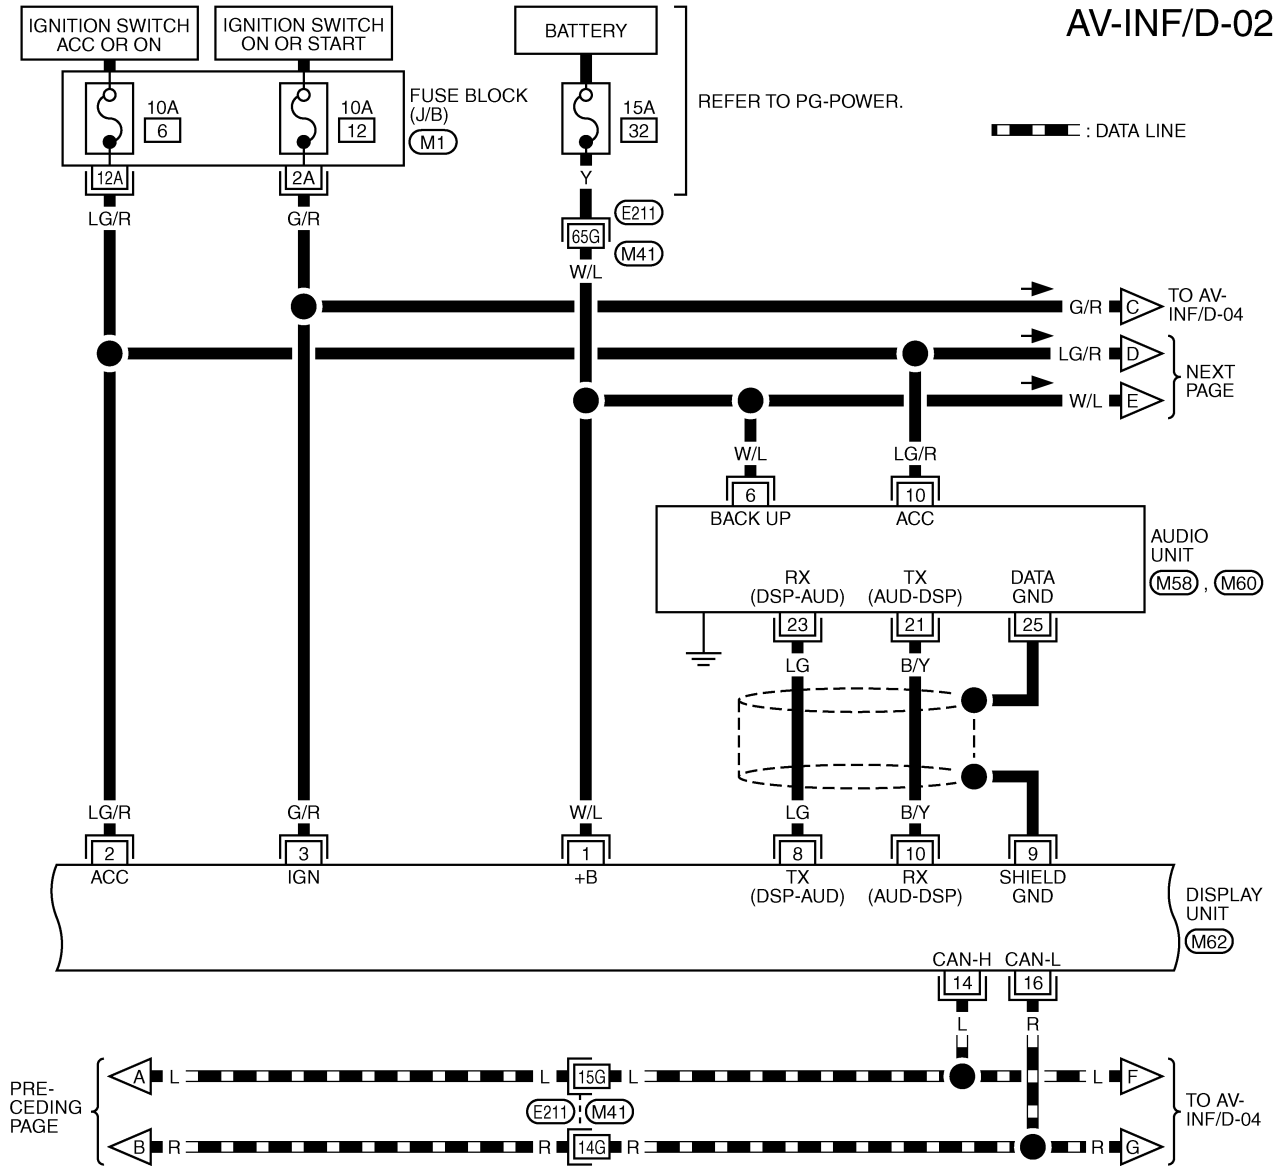 AV-INF/D-02
IGNITION SWITCH
ACC OR ON
IGNITION SWITCH
ON OR START
BATTERY
10A
6
10A
12
FUSE BLOCK
(J/B)
M1
15A
32
REFER TO PG-POWER.
: DATA LINE
12A
2A
Y
LG/R
G/R
E211
65G
M41
W/L
G/R
C
TO AV-
INF/D-04
LG/R
D
W/L
E
NEXT
PAGE
W/L
LG/R
6
10
BACK UP
ACC
AUDIO
UNIT
M58 , M60
RX
(DSP-AUD)
TX
(AUD-DSP)
DATA
GND
23
21
25
LG
B/Y
LG/R
G/R
W/L
LG
B/Y
2
3
1
8
10
9
ACC
IGN
+B
TX
(DSP-AUD)
RX
(AUD-DSP)
SHIELD
GND
DISPLAY
UNIT
M62
CAN-H
CAN-L
14
16
L
R
PRE-
CEDING
PAGE
A
L
L
15G
L
L
F
E211
M41
B
R
R
14G
R
R
G
TO AV-
INF/D-04